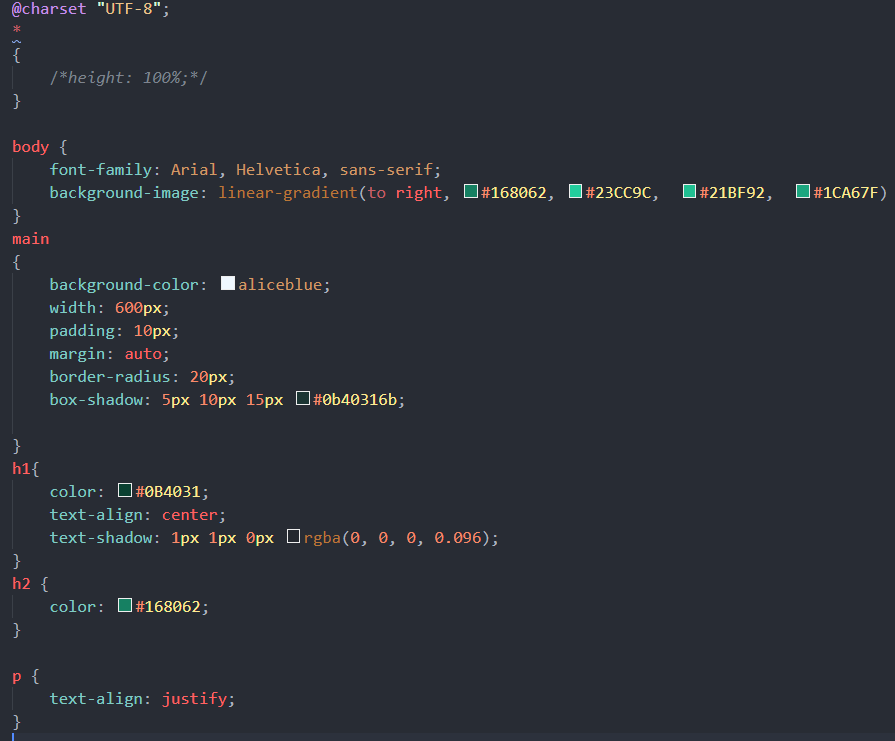 @charset "UTF-8";
*
{
/*height: 100%;*/
}
body {
font-family: Arial, Helvetica, sans-serif;
background-image: linear-gradient(to right, #168062, #23CC9C, #21BF92, #1CA67F)
}
main
{
background-color: aliceblue;
width: 600px;
padding: 10px;
margin: auto;
border-radius: 20px;
box-shadow: 5px 10px 15px #0b40316b;
}
h1{
color: #0B4031;
text-align: center;
text-shadow: 1px 1px 0px rgba(0, 0, 0, 0.096);
}
h2 {
color: #168062;
}
p {
text-align: justify;
}